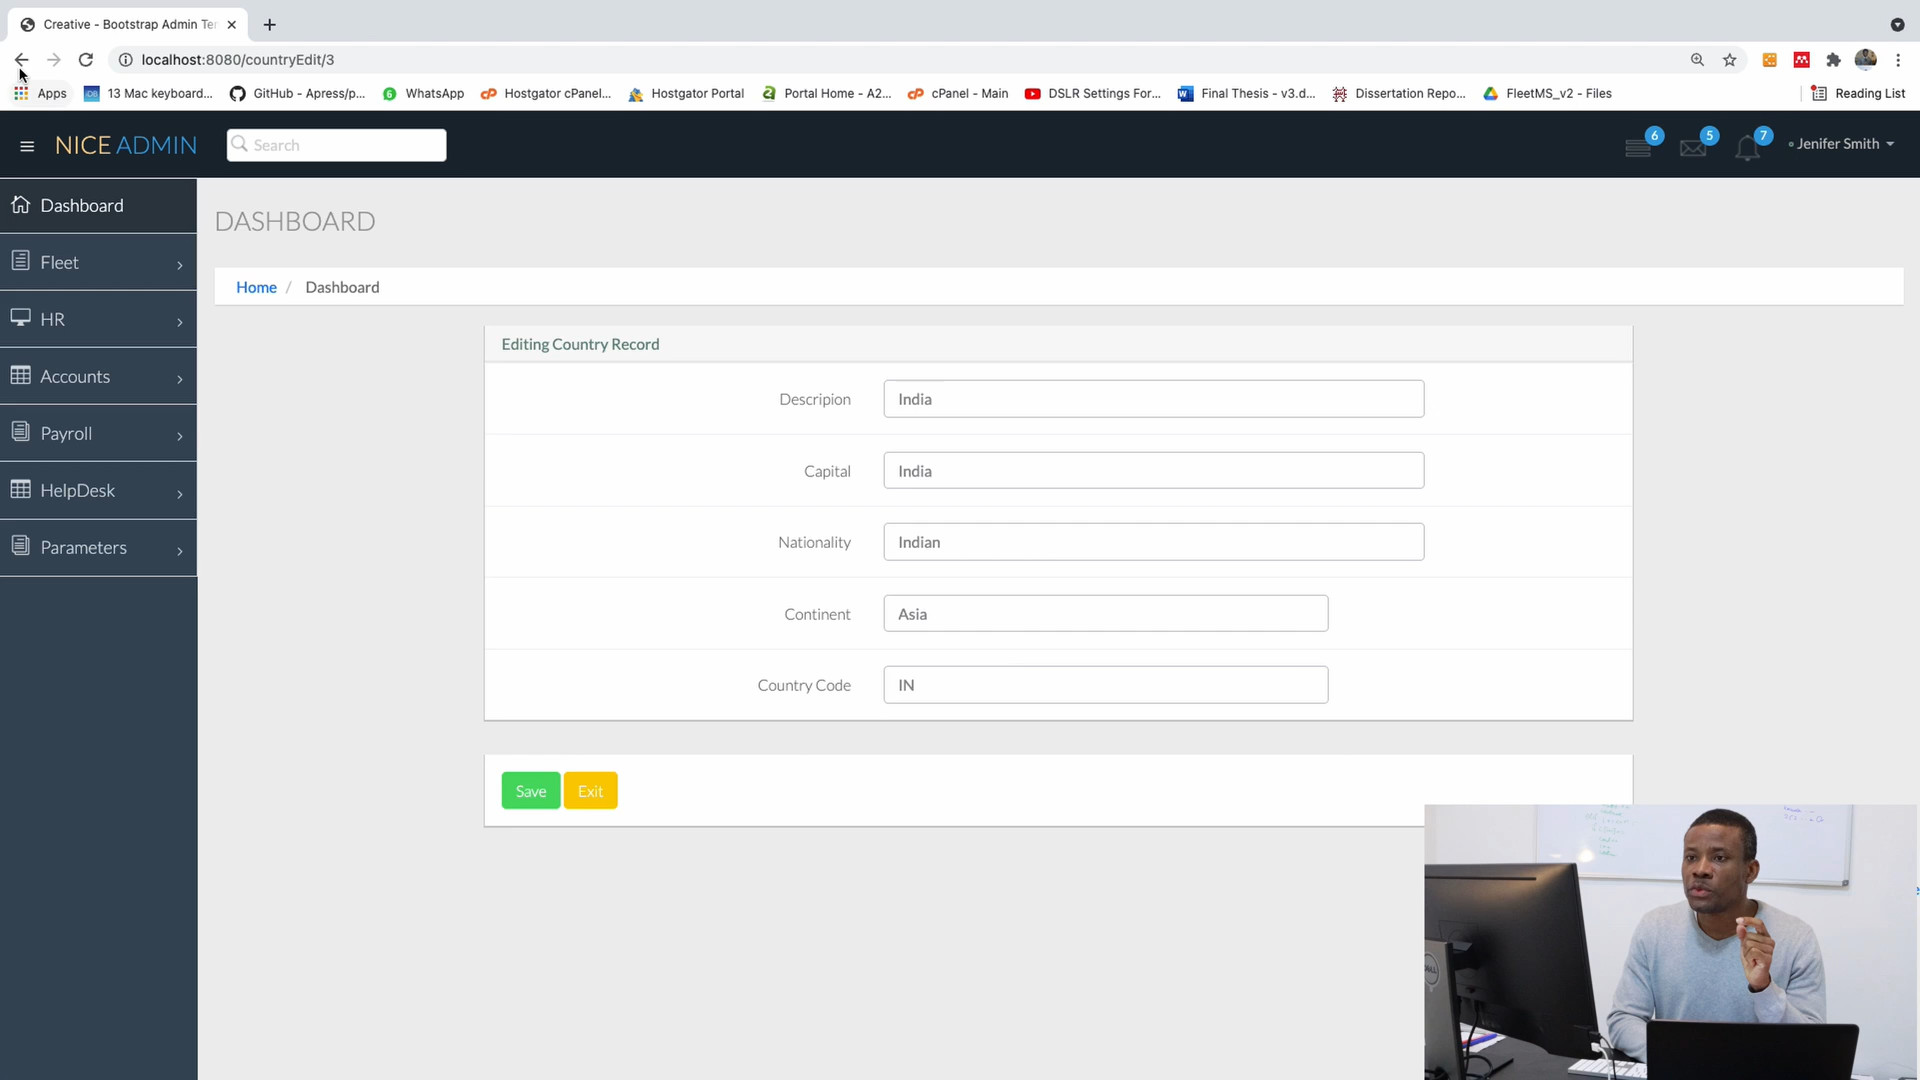 Creative - Bootstrap Admin Ter
localhost:8080/countryEdit/3
Apps 13 Mac keyboard... GitHub - Apress/p... WhatsApp Hostgator cPanel... Hostgator Portal Portal Home - A2... cPanel - Main DSLR Settings For... Final Thesis - v3.d... Dissertation Repo... FleetMS_v2 - Files Reading List
NICE ADMIN Search 6 5 7 Jenifer Smith
Dashboard
Fleet
HR
Accounts
Payroll
HelpDesk
Parameters
DASHBOARD
Home / Dashboard
Editing Country Record
Descripion India
Capital India
Nationality Indian
Continent Asia
Country Code IN
Save Exit
DELL